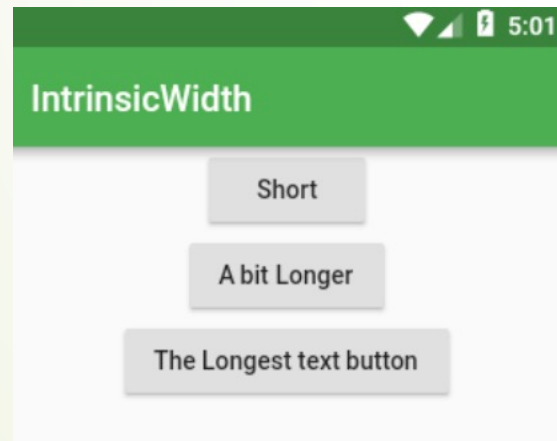 5:01
IntrinsicWidth
Short
A bit Longer
The Longest text button